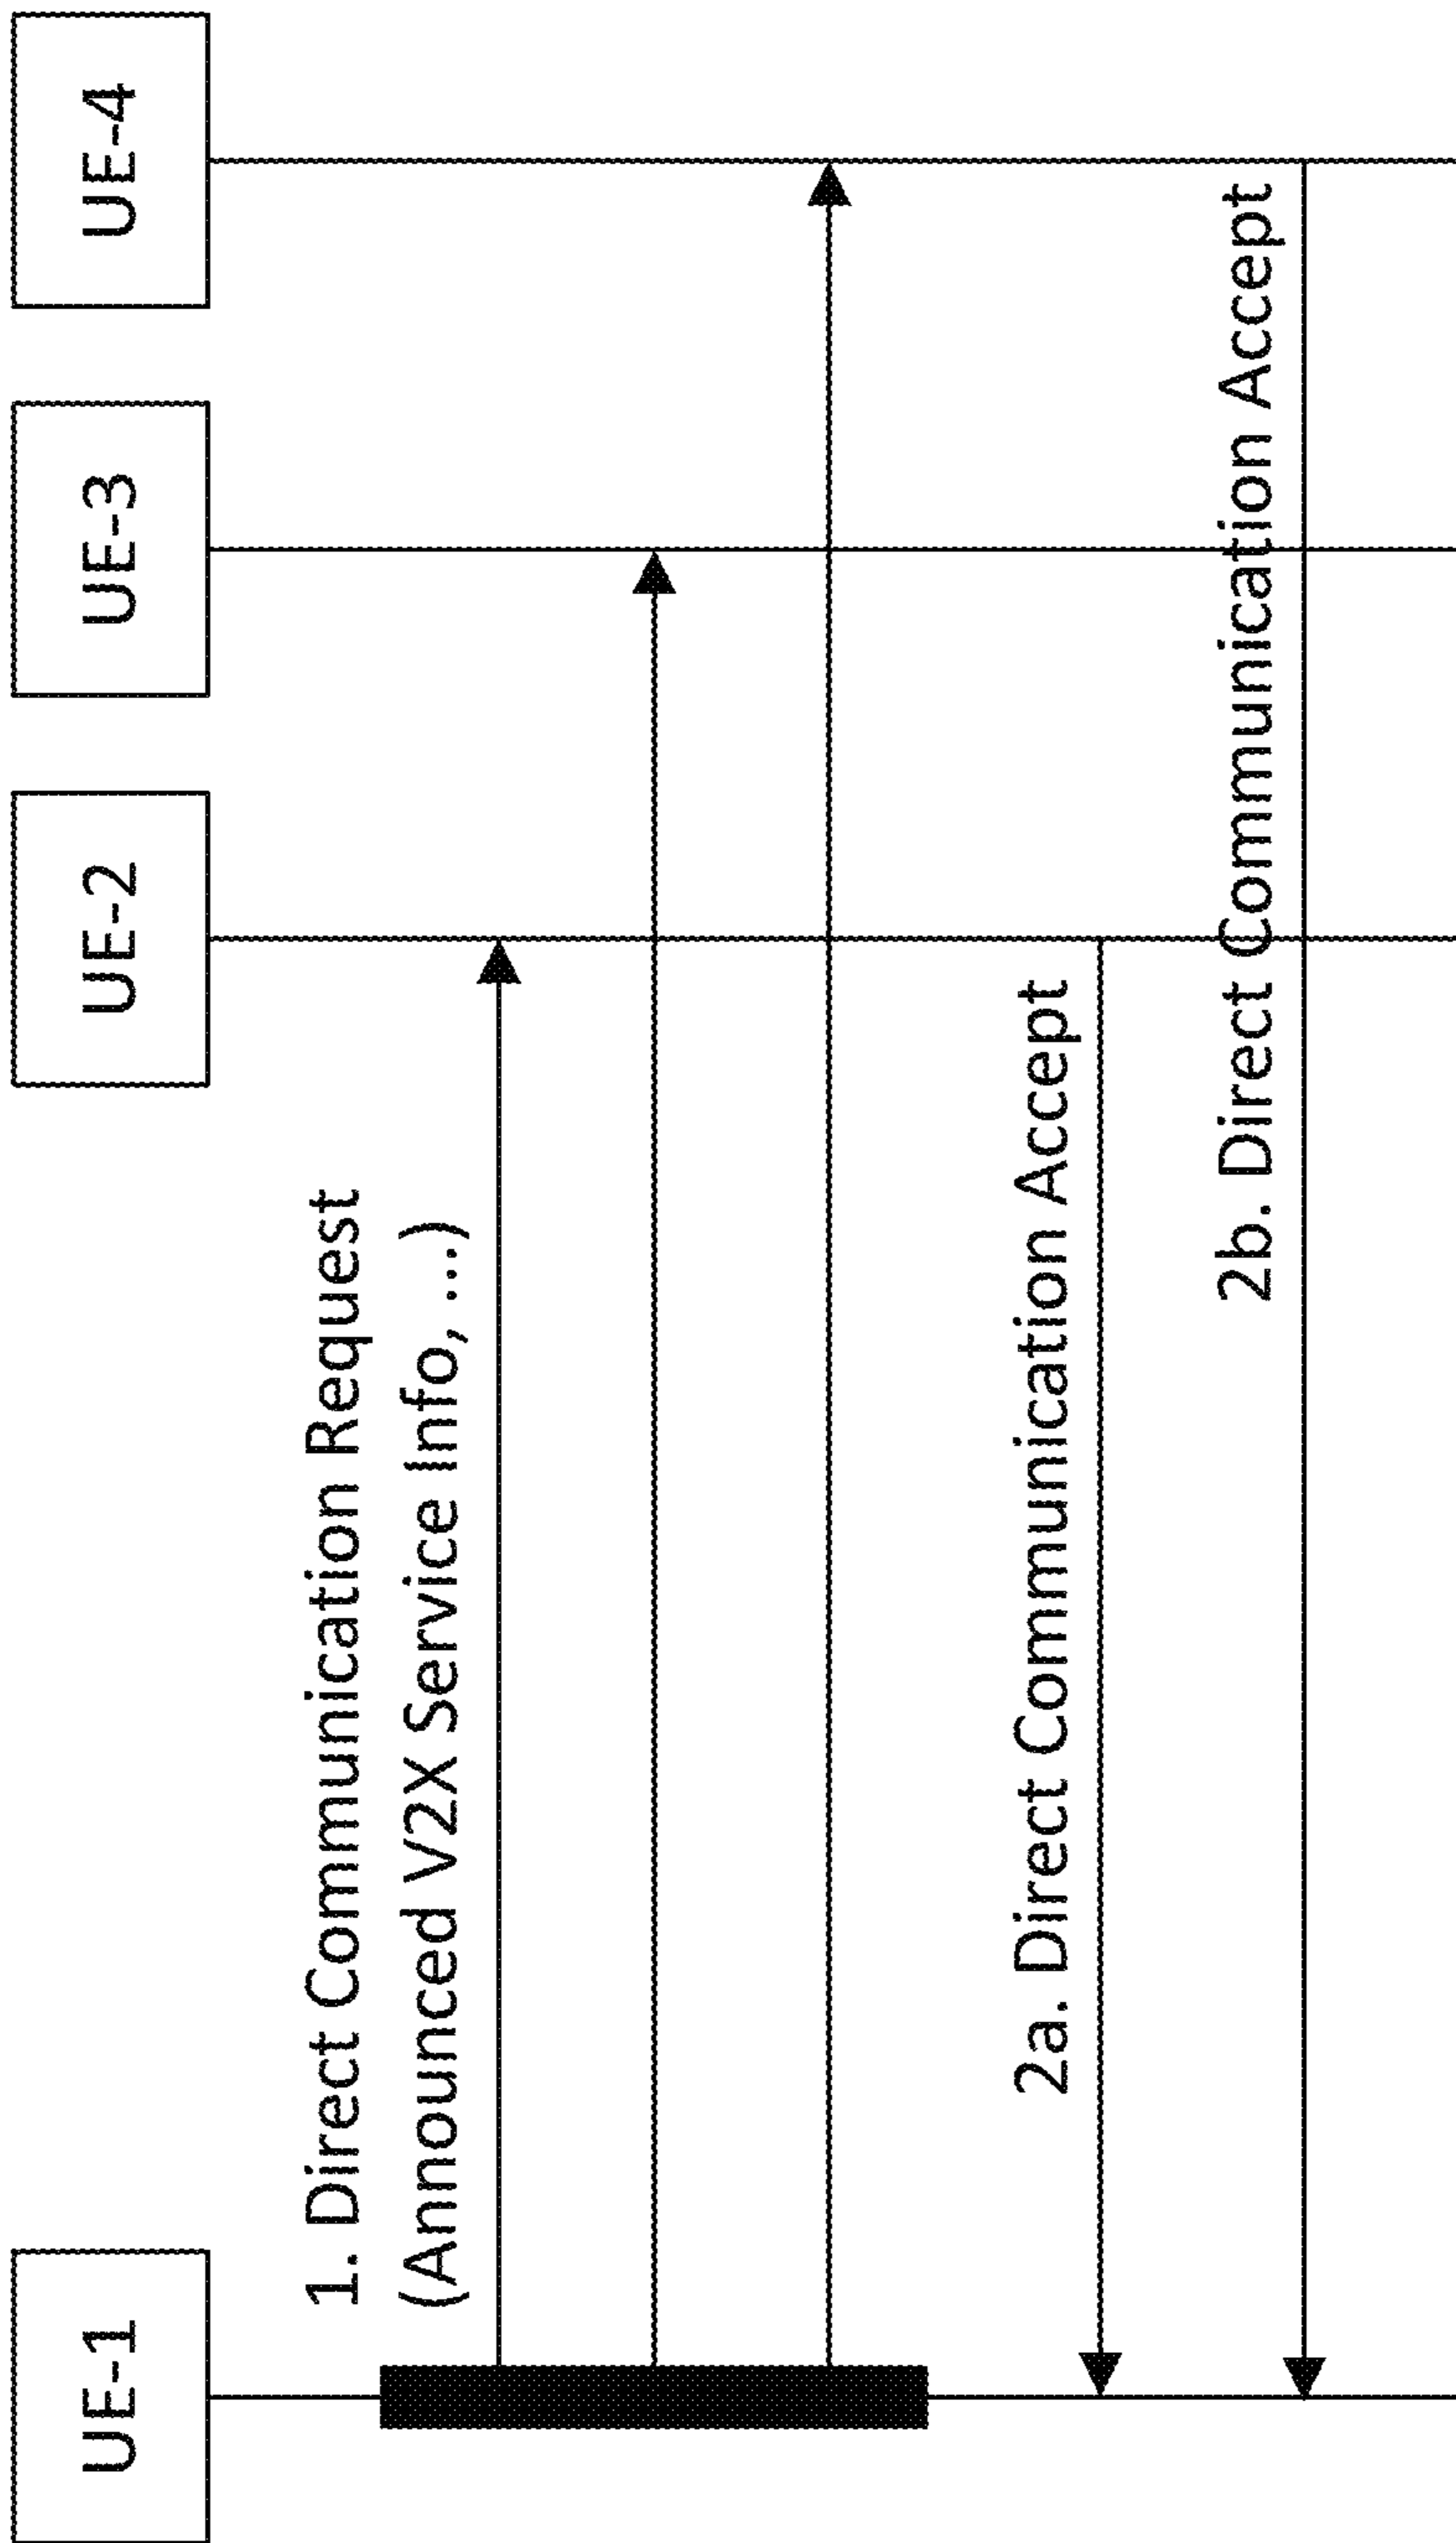 UE-1
UE-2
UE-3
UE-4
1. Direct Communication Request
(Announced V2X Service Info, ...)
2a. Direct Communication Accept
2b. Direct Communication Accept